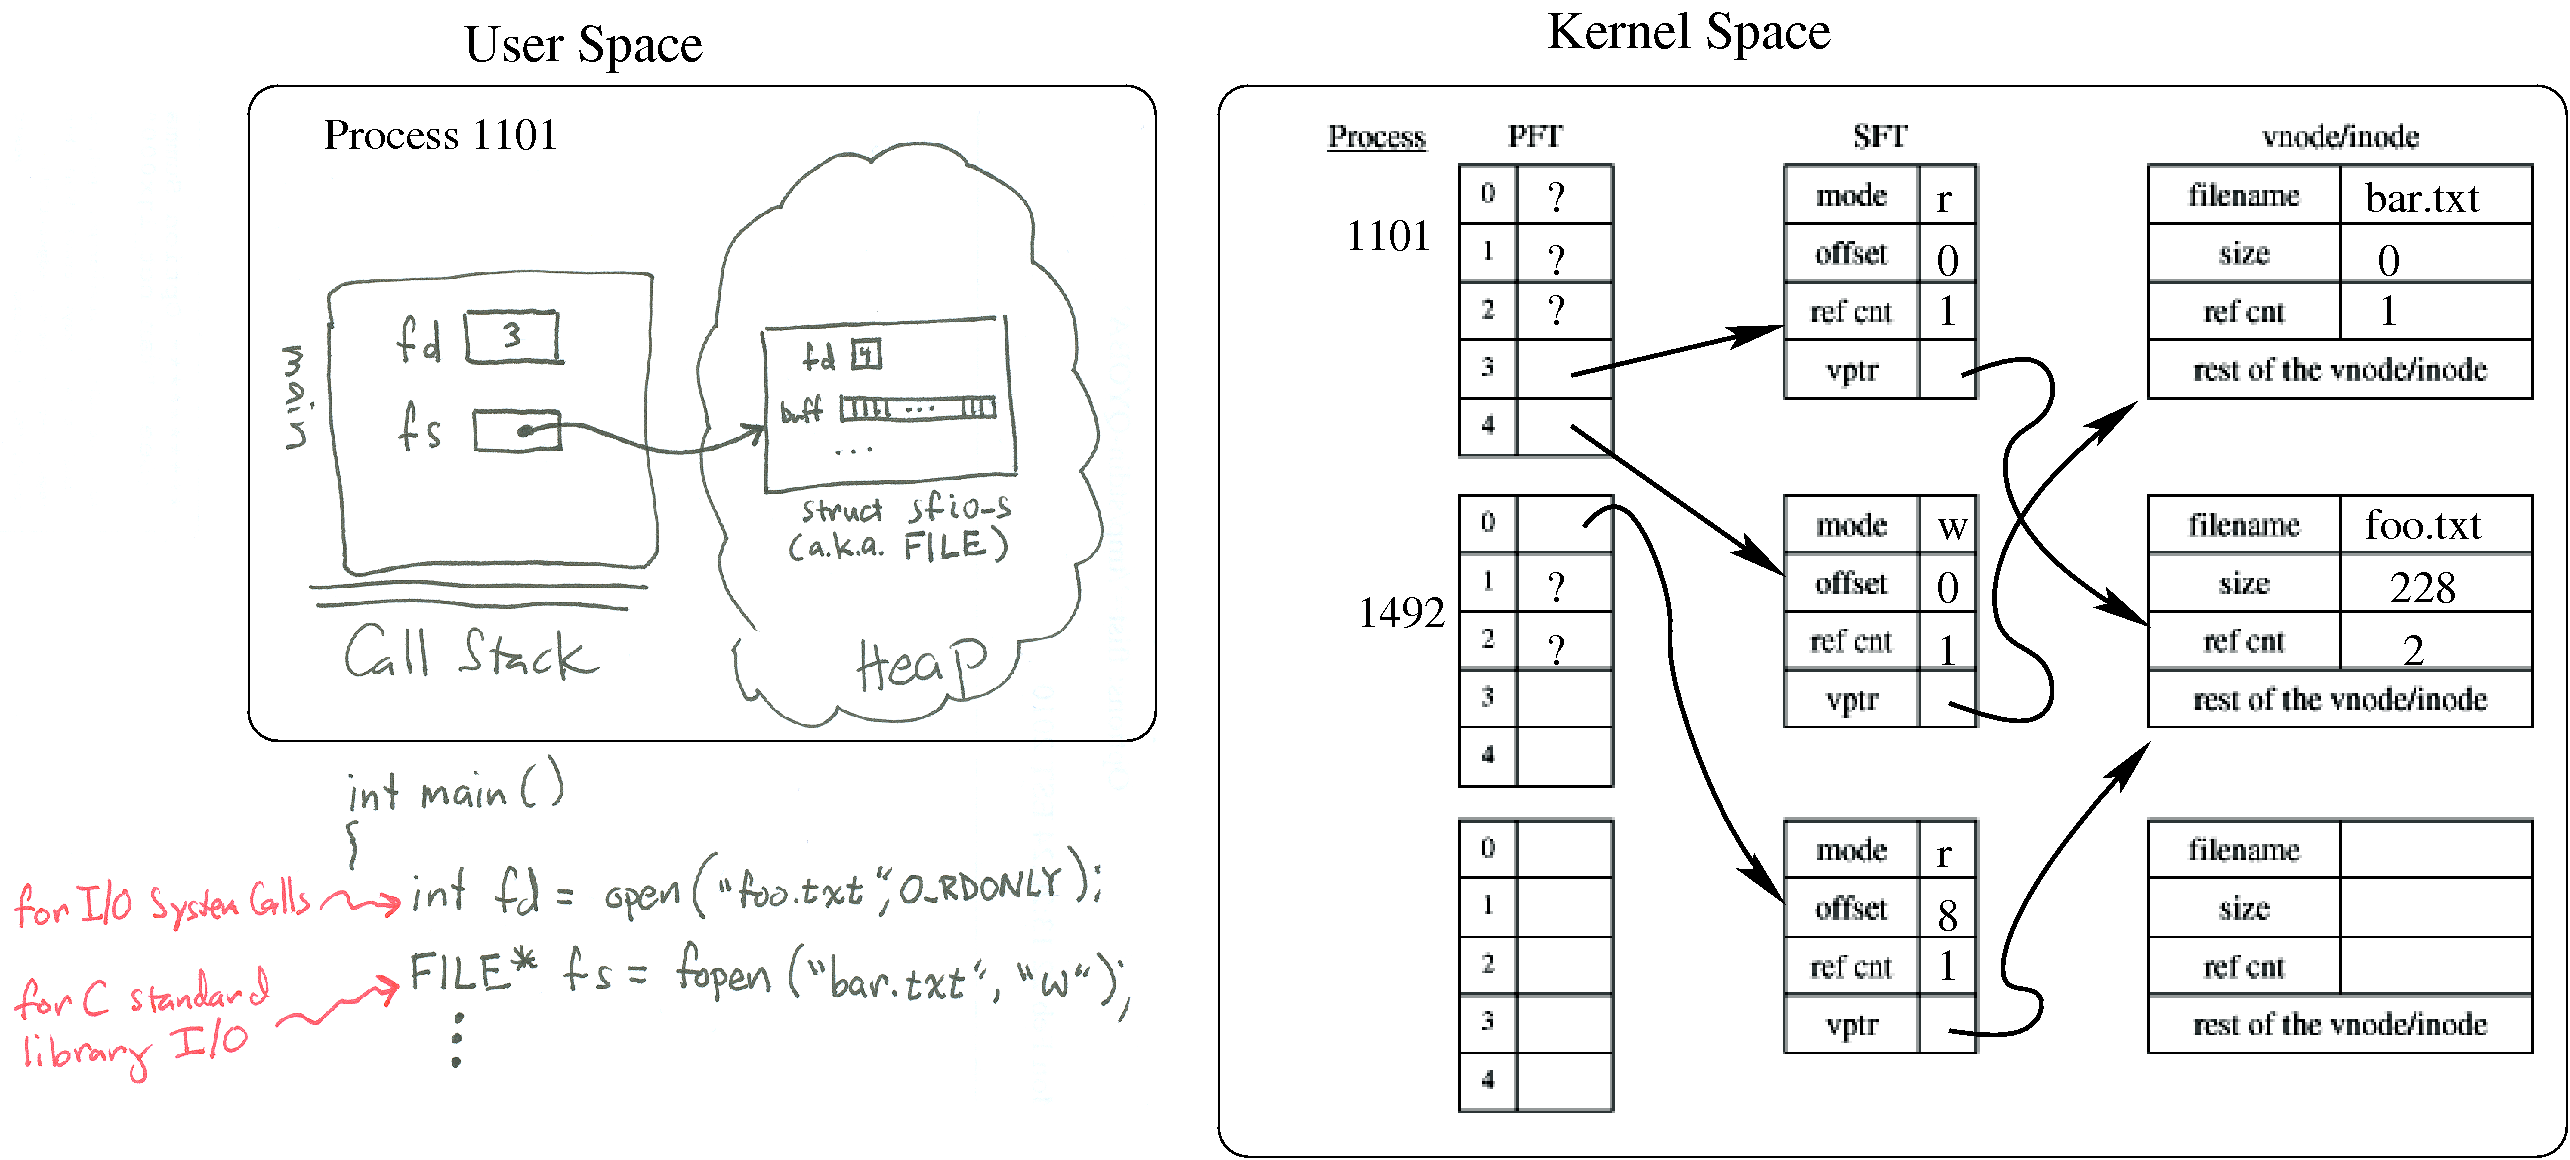 User Space
Process 1101
main
fd 3
fs
fd 4
buff ...
...
struct sfio-s
(a.k.a. FILE)
Call Stack
Heap
int main()
{
for I/O System Calls
int fd = open("foo.txt", O_RDONLY);
for C standard
library I/O
FILE* fs = fopen("bar.txt", "w");
Kernel Space
Process PFT SFT vnode/inode
1101
0 ?
1 ?
2 ?
3
4
mode r
offset 0
ref cnt 1
vptr
filename bar.txt
size 0
ref cnt 1
rest of the vnode/inode
1492
0
1 ?
2 ?
3
4
mode w
offset 0
ref cnt 1
vptr
filename foo.txt
size 228
ref cnt 2
rest of the vnode/inode
0
1
2
3
4
mode r
offset 8
ref cnt 1
vptr
filename
size
ref cnt
rest of the vnode/inode